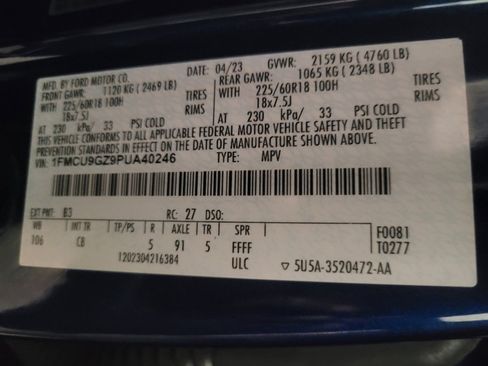 MFD. BY FORD MOTOR CO.
04/23 GVWR: 2159 KG ( 4760 LB)
FRONT GAWR: 1120 KG ( 2469 LB) REAR GAWR: 1065 KG ( 2348 LB)
WITH 225/60R18 100H TIRES WITH 225/60R18 100H TIRES
18x7.5J RIMS 18x7.5J RIMS
AT 230 kPa/ 33 PSI COLD AT 230 kPa/ 33 PSI COLD
THIS VEHICLE CONFORMS TO ALL APPLICABLE FEDERAL MOTOR VEHICLE SAFETY AND THEFT
PREVENTION STANDARDS IN EFFECT ON THE DATE OF MANUFACTURE SHOWN ABOVE.
VIN: 1FMCU9GZ9PUA40246 TYPE: MPV
EXT PNT: B3 RC: 27 DSO:
WB INT TR TP/PS R AXLE TR SPR F0081
106 CB 5 91 5 FFFF T0277
1202304216384 ULC ▽ 5U5A-3520472-AA